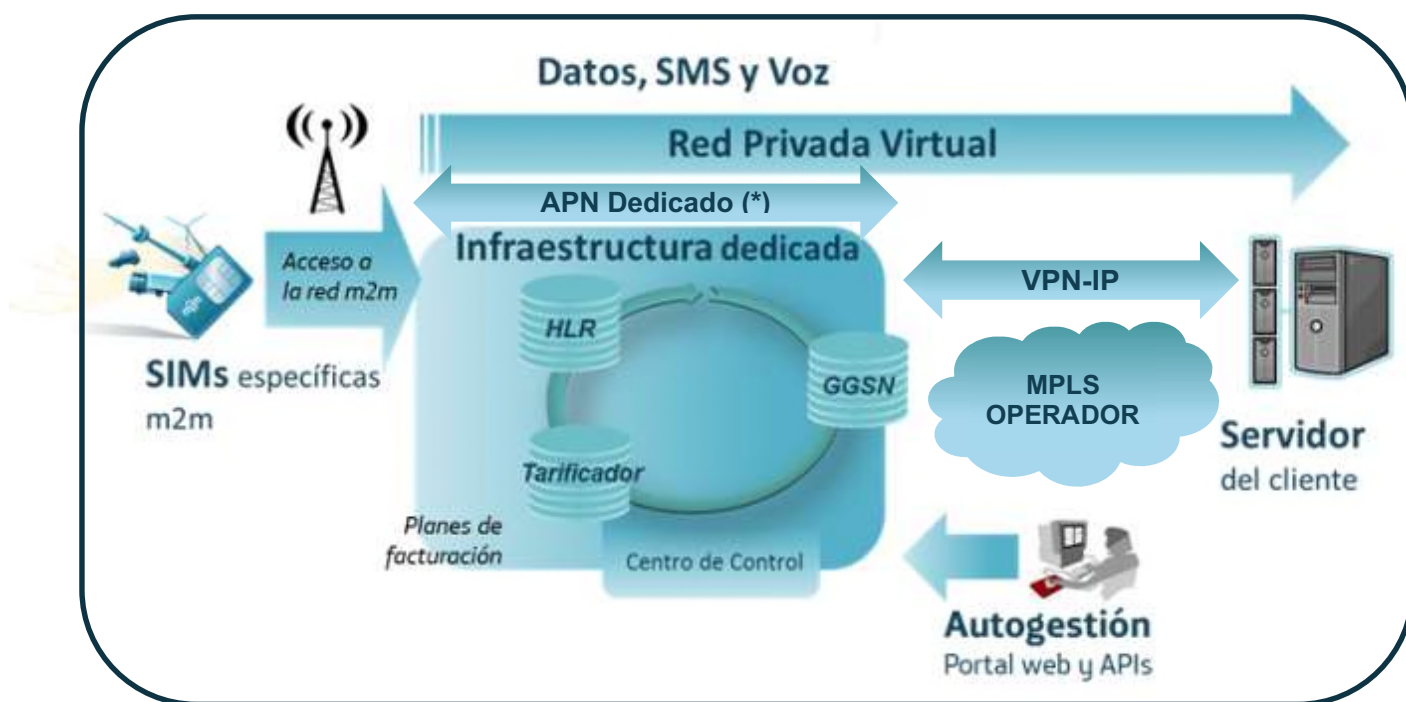 Datos, SMS y Voz
Red Privada Virtual
APN Dedicado (*)
Acceso a
la red m2m
Infraestructura dedicada
VPN-IP
HLR
GGSN
MPLS
OPERADOR
SIMs específicas
m2m
Tarificador
Servidor
del cliente
Planes de
facturación
Centro de Control
Autogestión
Portal web y APIs